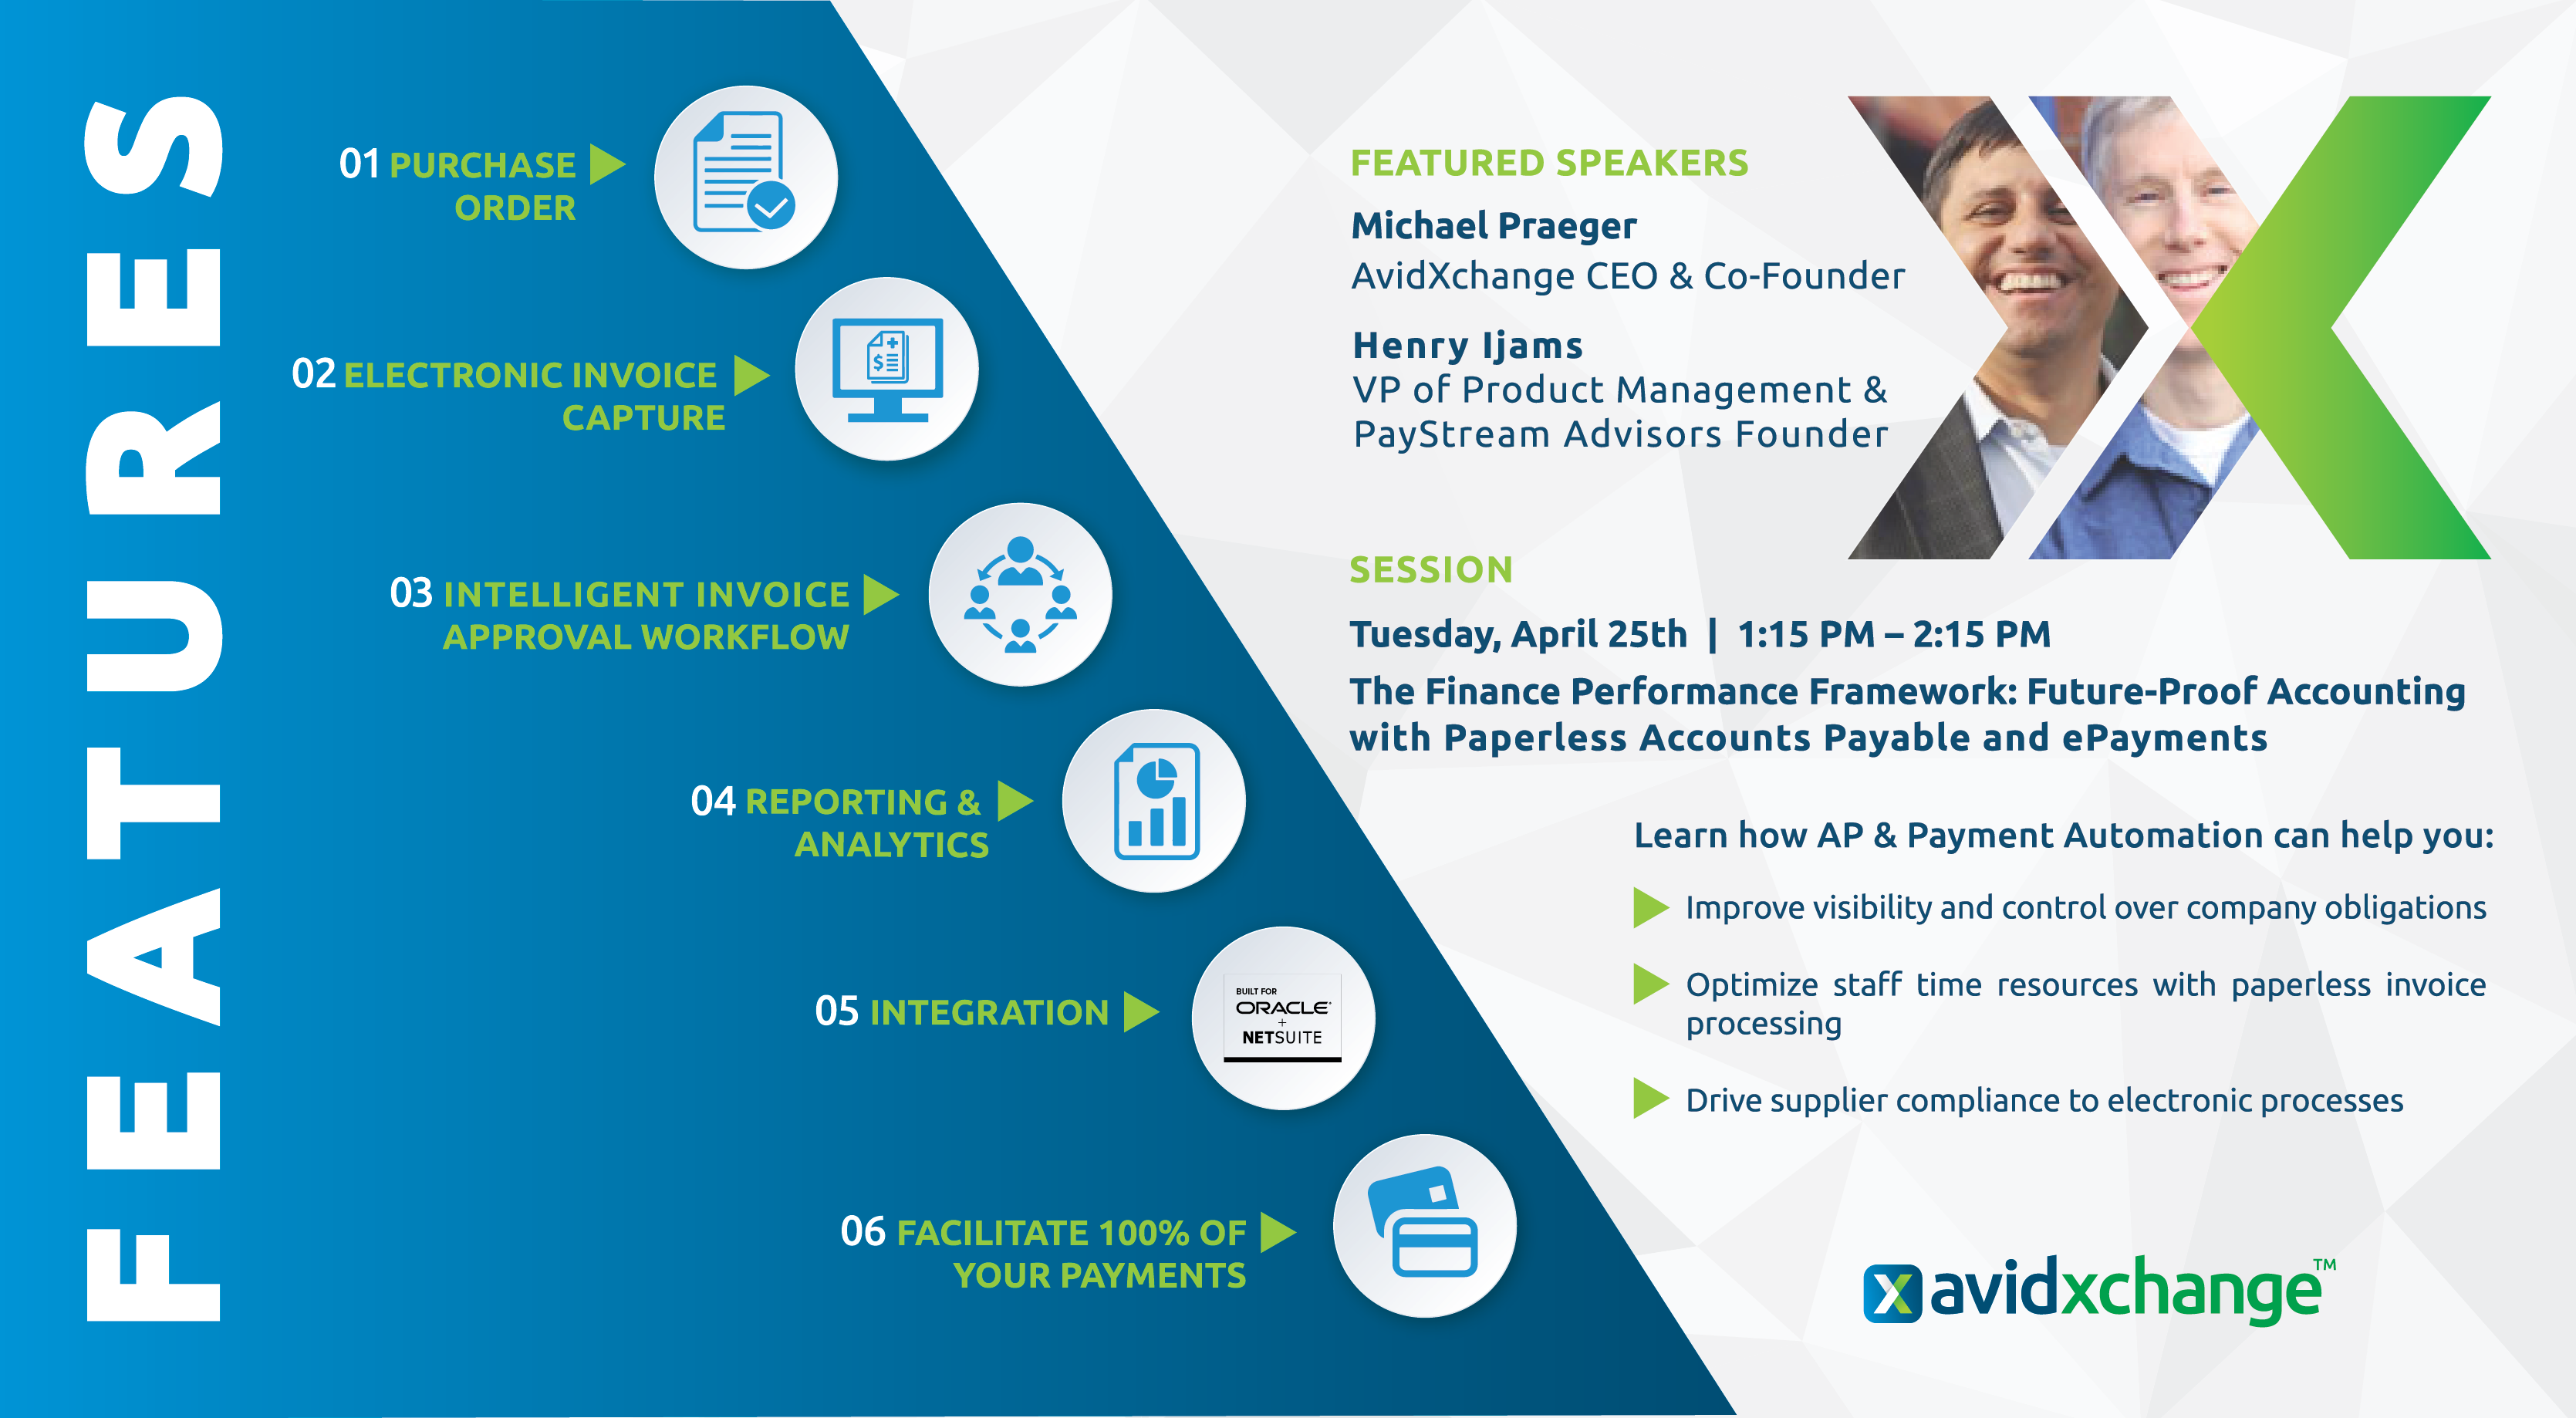 FEATURES
01 PURCHASE
ORDER
02 ELECTRONIC INVOICE
CAPTURE
03 INTELLIGENT INVOICE
APPROVAL WORKFLOW
04 REPORTING &
ANALYTICS
05 INTEGRATION
BUILT FOR
ORACLE®
+
NETSUITE
06 FACILITATE 100% OF
YOUR PAYMENTS
FEATURED SPEAKERS
Michael Praeger
AvidXchange CEO & Co-Founder
Henry Ijams
VP of Product Management &
PayStream Advisors Founder
SESSION
Tuesday, April 25th | 1:15 PM – 2:15 PM
The Finance Performance Framework: Future-Proof Accounting
with Paperless Accounts Payable and ePayments
Learn how AP & Payment Automation can help you:
Improve visibility and control over company obligations
Optimize staff time resources with paperless invoice
processing
Drive supplier compliance to electronic processes
x avidxchange™